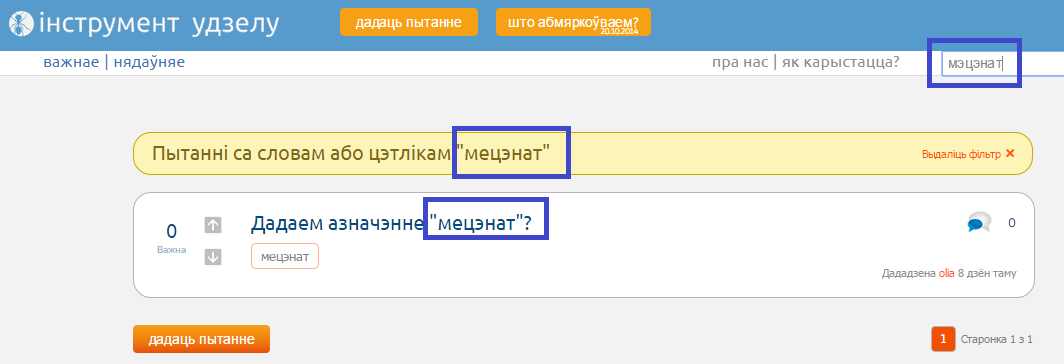 інструмент удзелу
дадаць пытанне
што абмяркоўваем?
20.10.2014
важнае | нядаўняе
пра нас | як карыстацца?
мэцэнат
Пытанні са словам або цэтлікам "мецэнат"
Выдаліць фільтр ×
0
Важна
Дадаем азначэнне "мецэнат"?
мецэнат
0
Дададзена olia 8 дзён таму
дадаць пытанне
1 Старонка 1 з 1